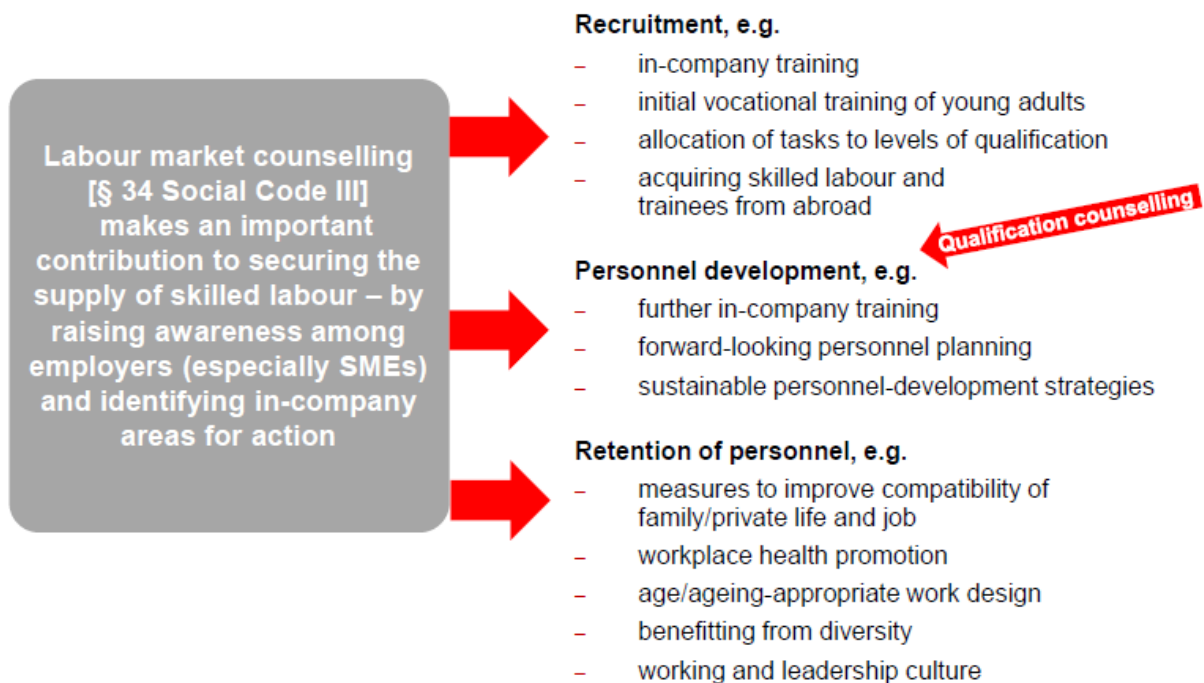 Labour market counselling
[§ 34 Social Code III]
makes an important
contribution to securing the
supply of skilled labour – by
raising awareness among
employers (especially SMEs)
and identifying in-company
areas for action
Recruitment, e.g.
– in-company training
– initial vocational training of young adults
– allocation of tasks to levels of qualification
– acquiring skilled labour and
trainees from abroad
Qualification counselling
Personnel development, e.g.
– further in-company training
– forward-looking personnel planning
– sustainable personnel-development strategies
Retention of personnel, e.g.
– measures to improve compatibility of
family/private life and job
– workplace health promotion
– age/ageing-appropriate work design
– benefitting from diversity
– working and leadership culture